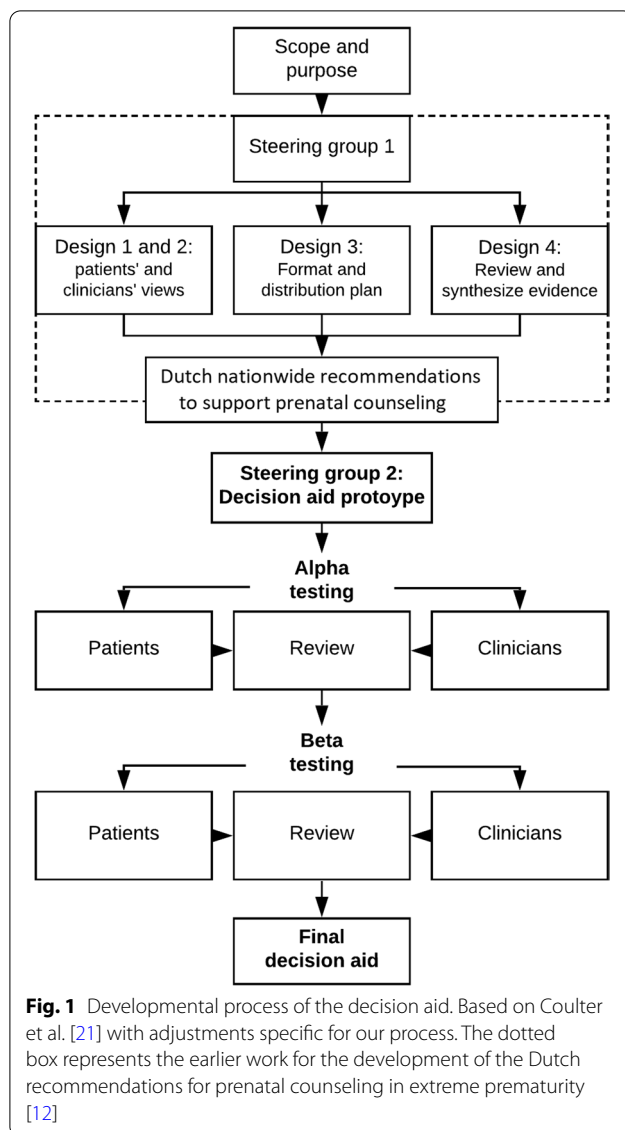 Scope and
purpose
Steering group 1
Design 1 and 2:
patients' and
clinicians' views
Design 3:
Format and
distribution plan
Design 4:
Review and
synthesize evidence
Dutch nationwide recommendations
to support prenatal counseling
Steering group 2:
Decision aid protoype
Alpha
testing
Patients
Review
Clinicians
Beta
testing
Patients
Review
Clinicians
Final
decision aid
Fig. 1 Developmental process of the decision aid. Based on Coulter
et al. [21] with adjustments specific for our process. The dotted
box represents the earlier work for the development of the Dutch
recommendations for prenatal counseling in extreme prematurity
[12]